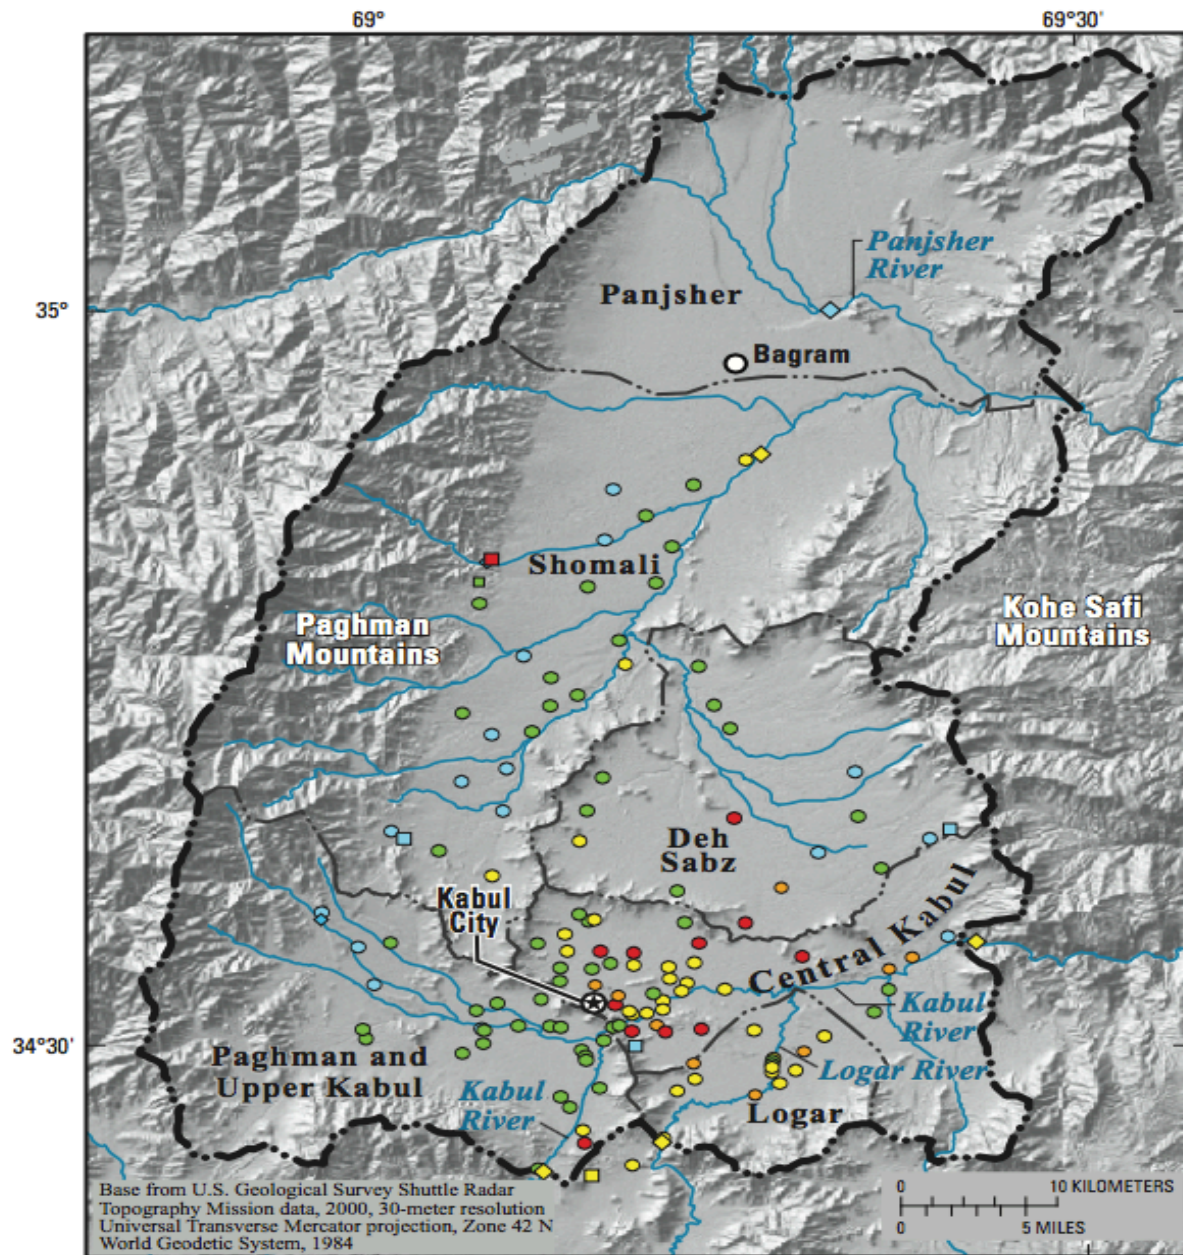 69°
69°30'
Panjsher
River
35°
Panjsher
Bagram
Shomali
Paghman
Mountains
Kohe Safi
Mountains
Deh
Sabz
Kabul
City
Central Kabul
Kabul
River
34°30'
Paghman and
Upper Kabul
Logar River
Kabul
River
Logar
Base from U.S. Geological Survey Shuttle Radar
Topography Mission data, 2000, 30-meter resolution
Universal Transverse Mercator projection, Zone 42 N
World Geodetic System, 1984
0 10 KILOMETERS
0 5 MILES